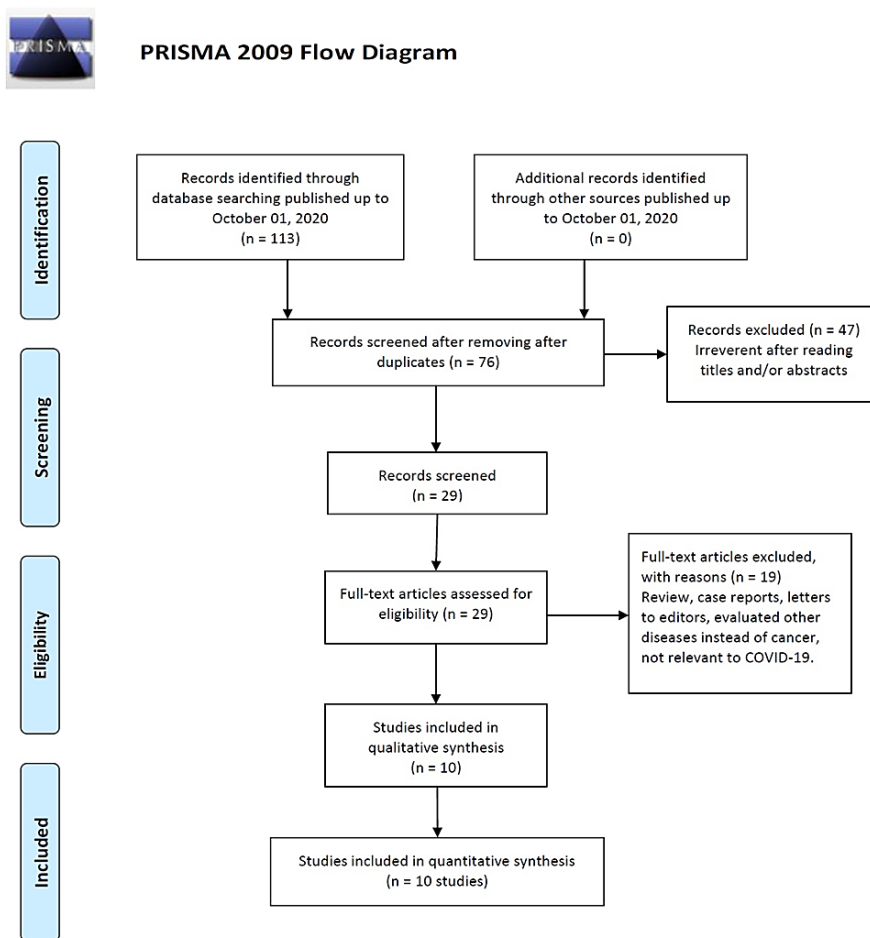 PRISMA
PRISMA 2009 Flow Diagram
Identification
Records identified through
database searching published up to
October 01, 2020
(n = 113)
Additional records identified
through other sources published up
to October 01, 2020
(n = 0)
Records screened after removing after
duplicates (n = 76)
Records excluded (n = 47)
Irreverent after reading
titles and/or abstracts
Screening
Records screened
(n = 29)
Eligibility
Full-text articles assessed for
eligibility (n = 29)
Full-text articles excluded,
with reasons (n = 19)
Review, case reports, letters
to editors, evaluated other
diseases instead of cancer,
not relevant to COVID-19.
Studies included in
qualitative synthesis
(n = 10)
Included
Studies included in quantitative synthesis
(n = 10 studies)